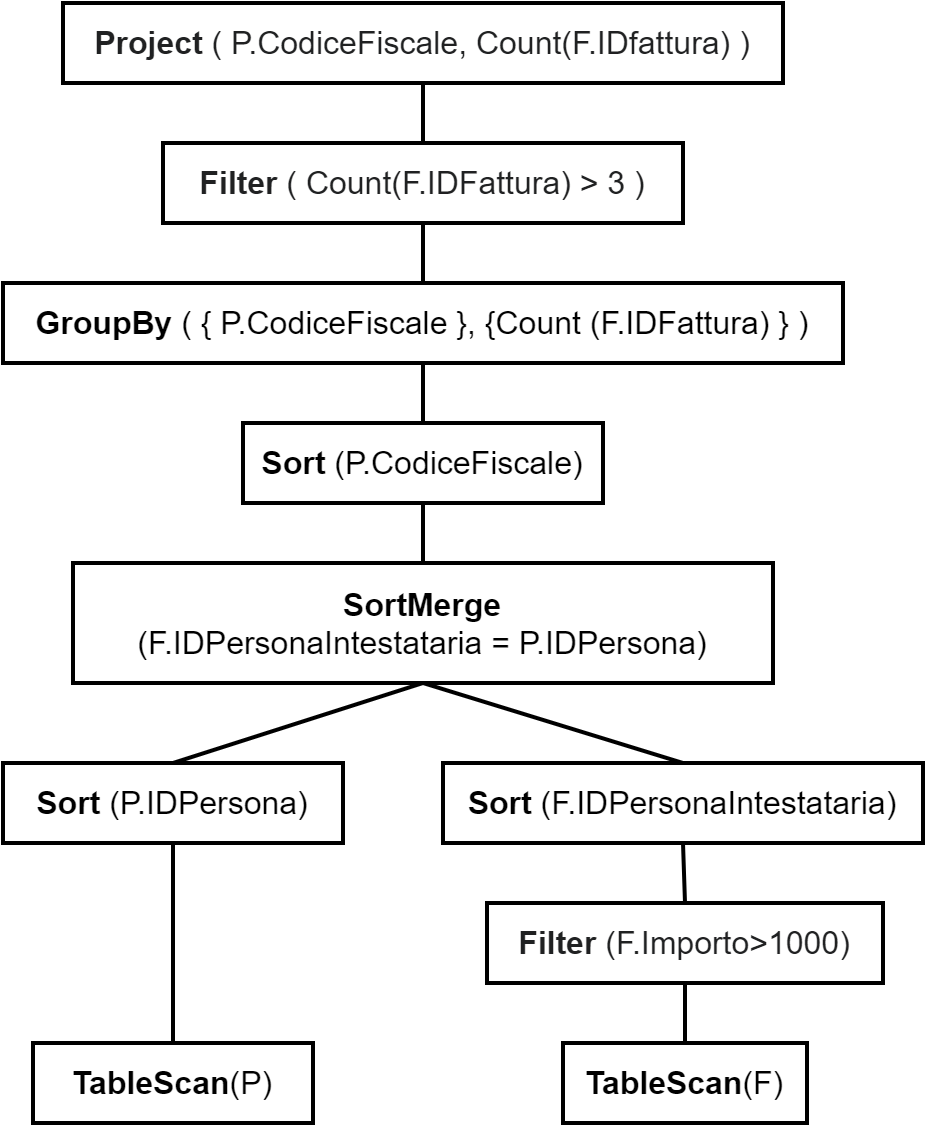 Project ( P.CodiceFiscale, Count(F.IDfattura) )
Filter ( Count(F.IDFattura) > 3 )
GroupBy ( { P.CodiceFiscale }, {Count (F.IDFattura) } )
Sort (P.CodiceFiscale)
SortMerge
(F.IDPersonaIntestataria = P.IDPersona)
Sort (P.IDPersona)
Sort (F.IDPersonaIntestataria)
Filter (F.Importo>1000)
TableScan(P)
TableScan(F)